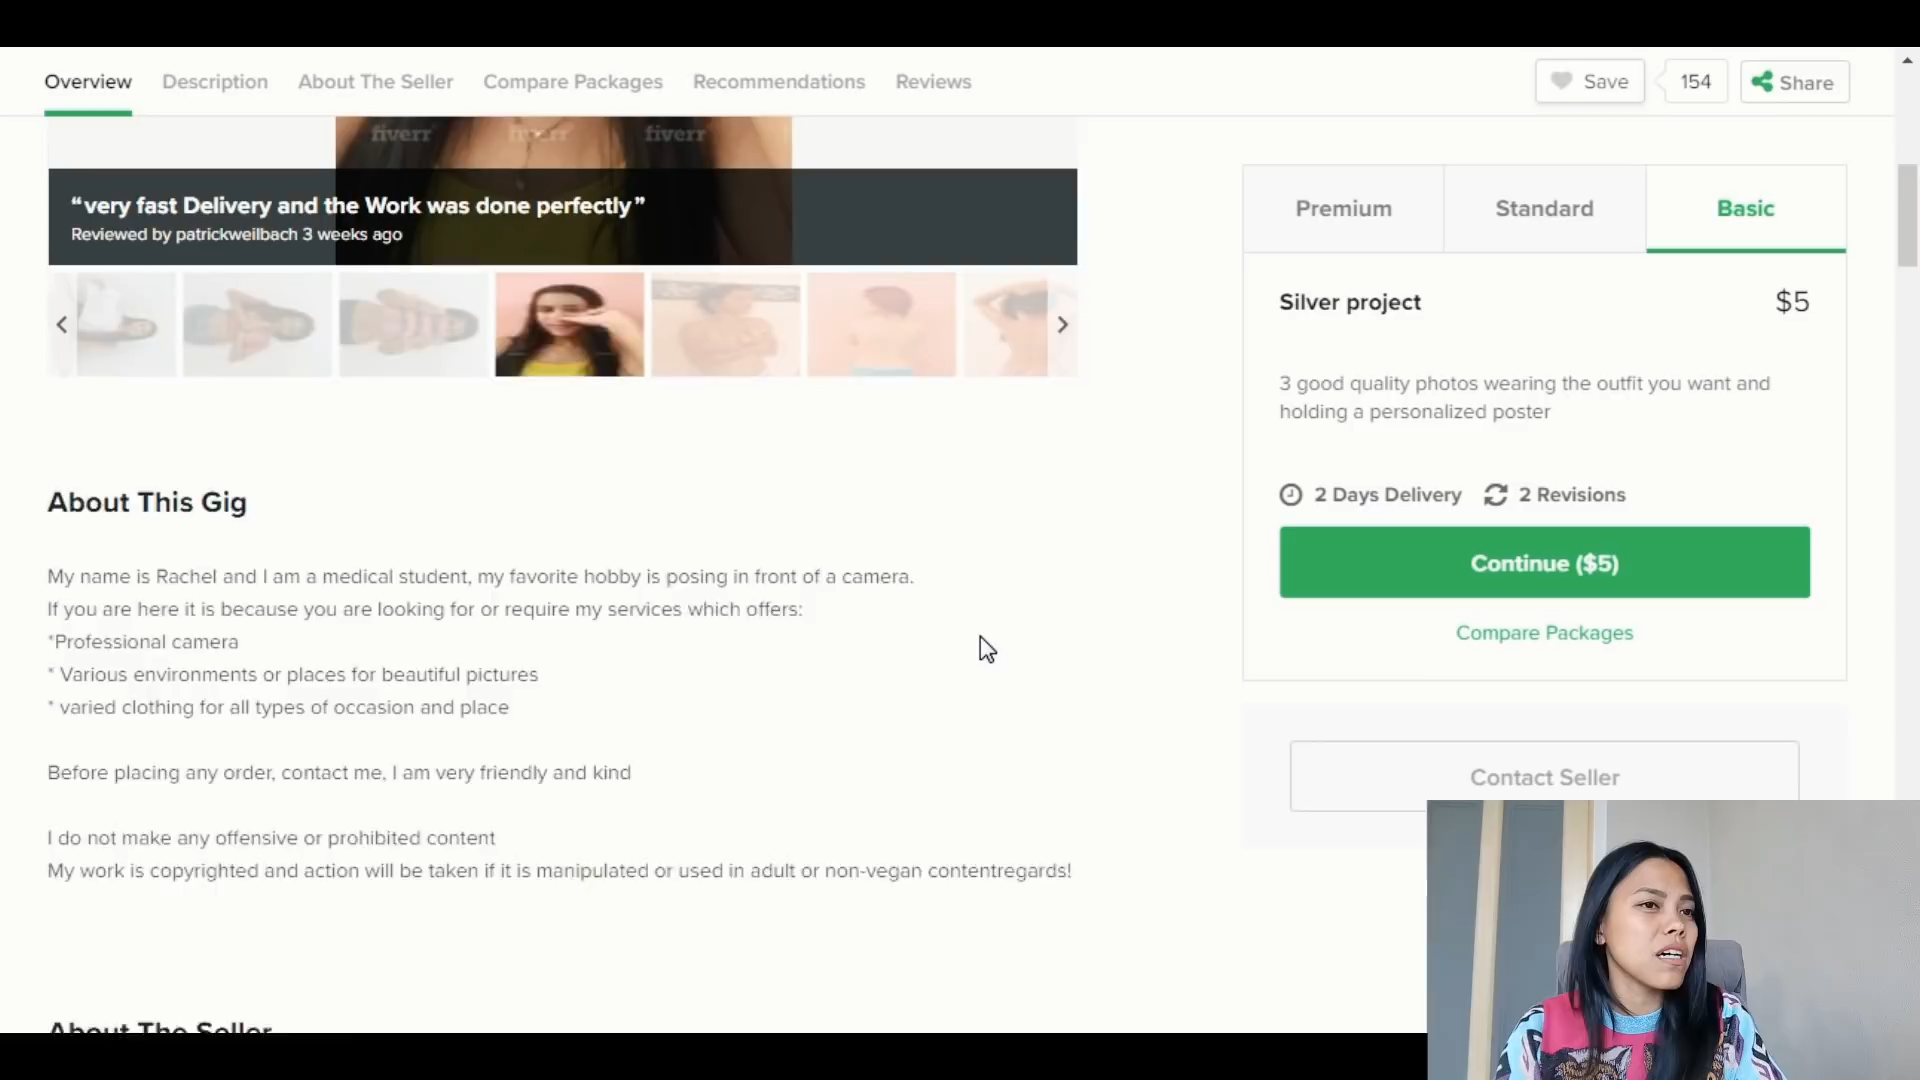 Overview Description About The Seller Compare Packages Recommendations Reviews
Save 154 Share
fiverr fiverr fiverr
“very fast Delivery and the Work was done perfectly”
Reviewed by patrickweilbach 3 weeks ago
Premium Standard Basic
Silver project $5
3 good quality photos wearing the outfit you want and
holding a personalized poster
2 Days Delivery 2 Revisions
Continue ($5)
Compare Packages
Contact Seller
About This Gig
My name is Rachel and I am a medical student, my favorite hobby is posing in front of a camera.
If you are here it is because you are looking for or require my services which offers:
*Professional camera
* Various environments or places for beautiful pictures
* varied clothing for all types of occasion and place
Before placing any order, contact me, I am very friendly and kind
I do not make any offensive or prohibited content
My work is copyrighted and action will be taken if it is manipulated or used in adult or non-vegan contentregards!
About The Seller